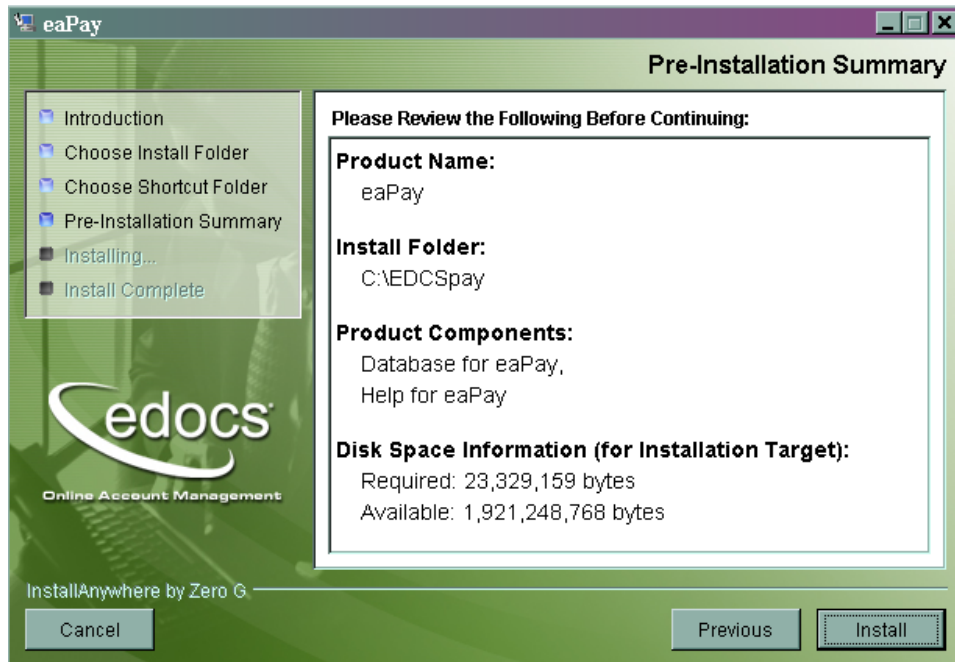 eaPay
Pre-Installation Summary
Introduction
Choose Install Folder
Choose Shortcut Folder
Pre-Installation Summary
Installing...
Install Complete
edocs
Online Account Management
Please Review the Following Before Continuing:
Product Name:
eaPay
Install Folder:
C:\EDCSpay
Product Components:
Database for eaPay,
Help for eaPay
Disk Space Information (for Installation Target):
Required: 23,329,159 bytes
Available: 1,921,248,768 bytes
InstallAnywhere by Zero G
Cancel
Previous
Install